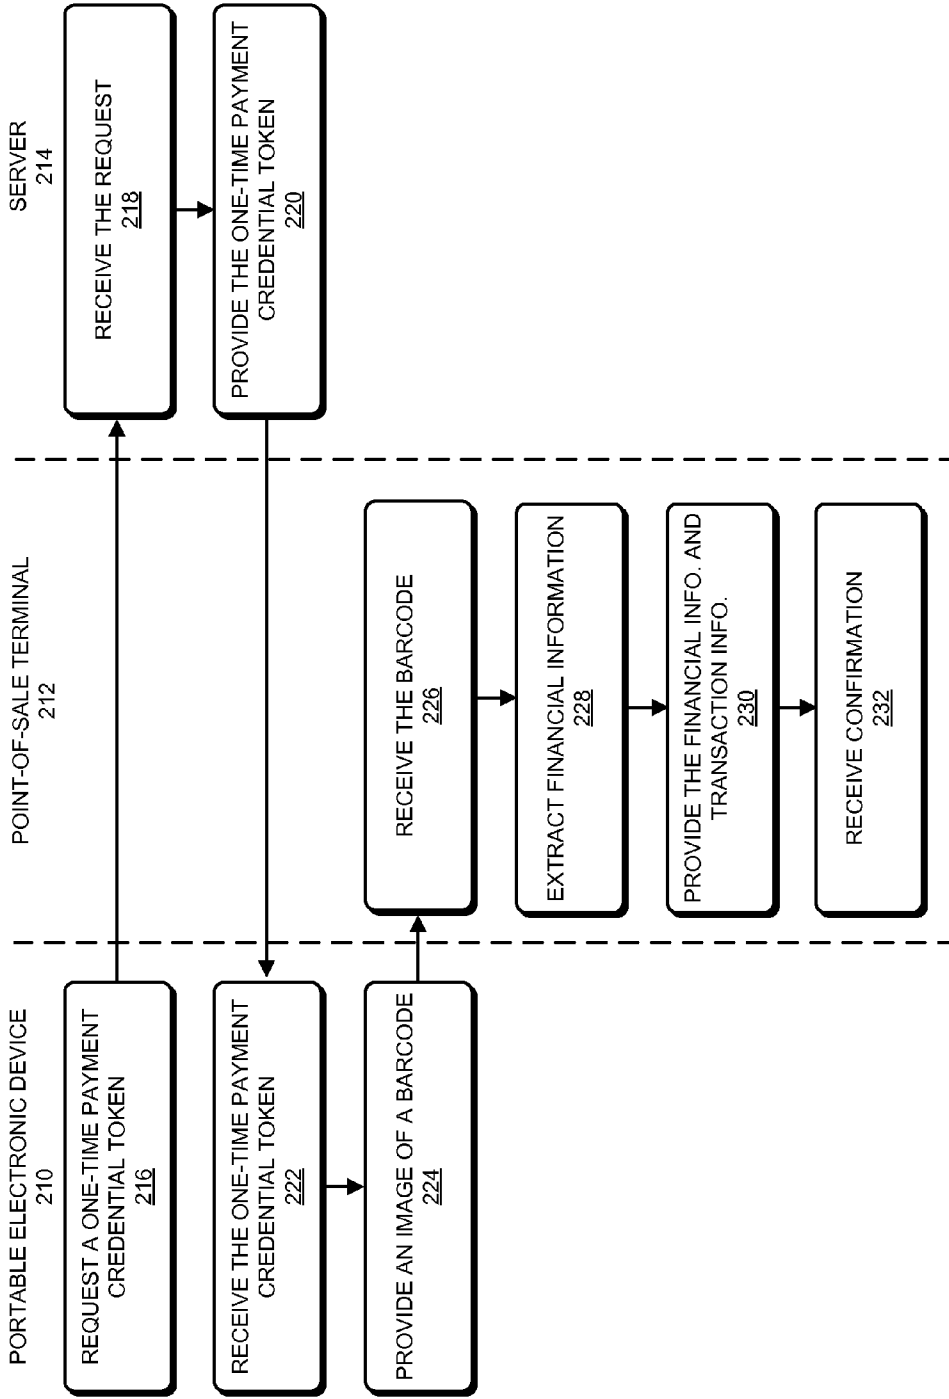 PORTABLE ELECTRONIC DEVICE
210
POINT-OF-SALE TERMINAL
212
SERVER
214
REQUEST A ONE-TIME PAYMENT
CREDENTIAL TOKEN
216
RECEIVE THE REQUEST
218
PROVIDE THE ONE-TIME PAYMENT
CREDENTIAL TOKEN
220
RECEIVE THE ONE-TIME PAYMENT
CREDENTIAL TOKEN
222
PROVIDE AN IMAGE OF A BARCODE
224
RECEIVE THE BARCODE
226
EXTRACT FINANCIAL INFORMATION
228
PROVIDE THE FINANCIAL INFO. AND
TRANSACTION INFO.
230
RECEIVE CONFIRMATION
232